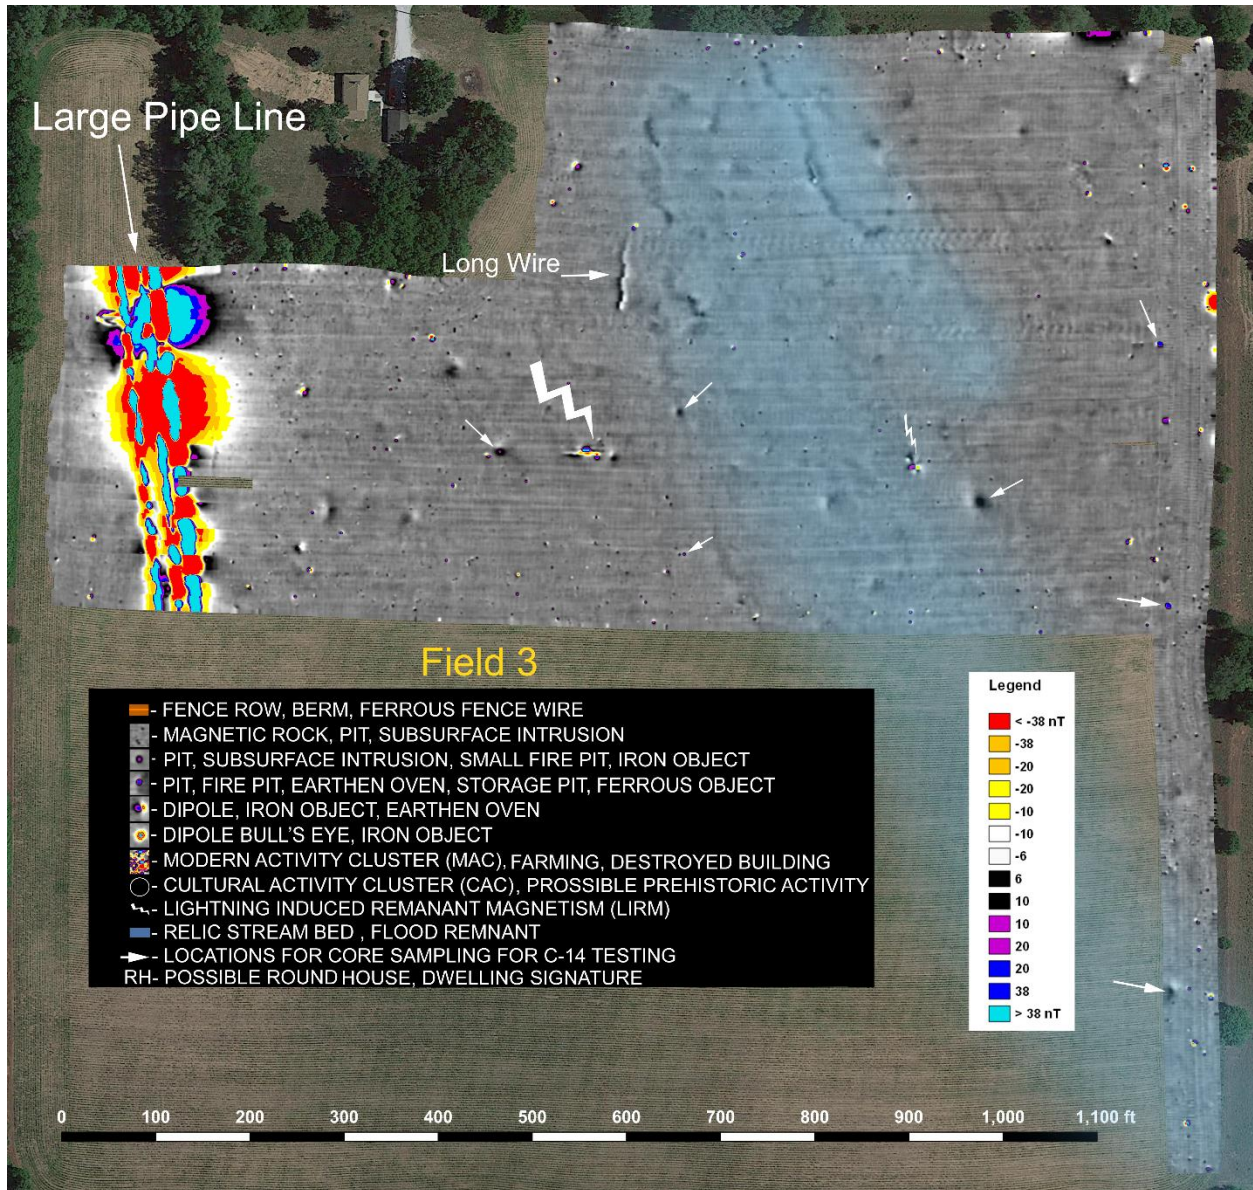 Large Pipe Line
Long Wire
Field 3
- FENCE ROW, BERM, FERROUS FENCE WIRE
- MAGNETIC ROCK, PIT, SUBSURFACE INTRUSION
- PIT, SUBSURFACE INTRUSION, SMALL FIRE PIT, IRON OBJECT
- PIT, FIRE PIT, EARTHEN OVEN, STORAGE PIT, FERROUS OBJECT
- DIPOLE, IRON OBJECT, EARTHEN OVEN
- DIPOLE BULL'S EYE, IRON OBJECT
- MODERN ACTIVITY CLUSTER (MAC), FARMING, DESTROYED BUILDING
- CULTURAL ACTIVITY CLUSTER (CAC), PROSSIBLE PREHISTORIC ACTIVITY
- LIGHTNING INDUCED REMANANT MAGNETISM (LIRM)
- RELIC STREAM BED , FLOOD REMNANT
- LOCATIONS FOR CORE SAMPLING FOR C-14 TESTING
RH- POSSIBLE ROUND HOUSE, DWELLING SIGNATURE
Legend
< -38 nT
-38
-20
-20
-10
-10
-6
6
10
10
20
20
38
> 38 nT
0 100 200 300 400 500 600 700 800 900 1,000 1,100 ft